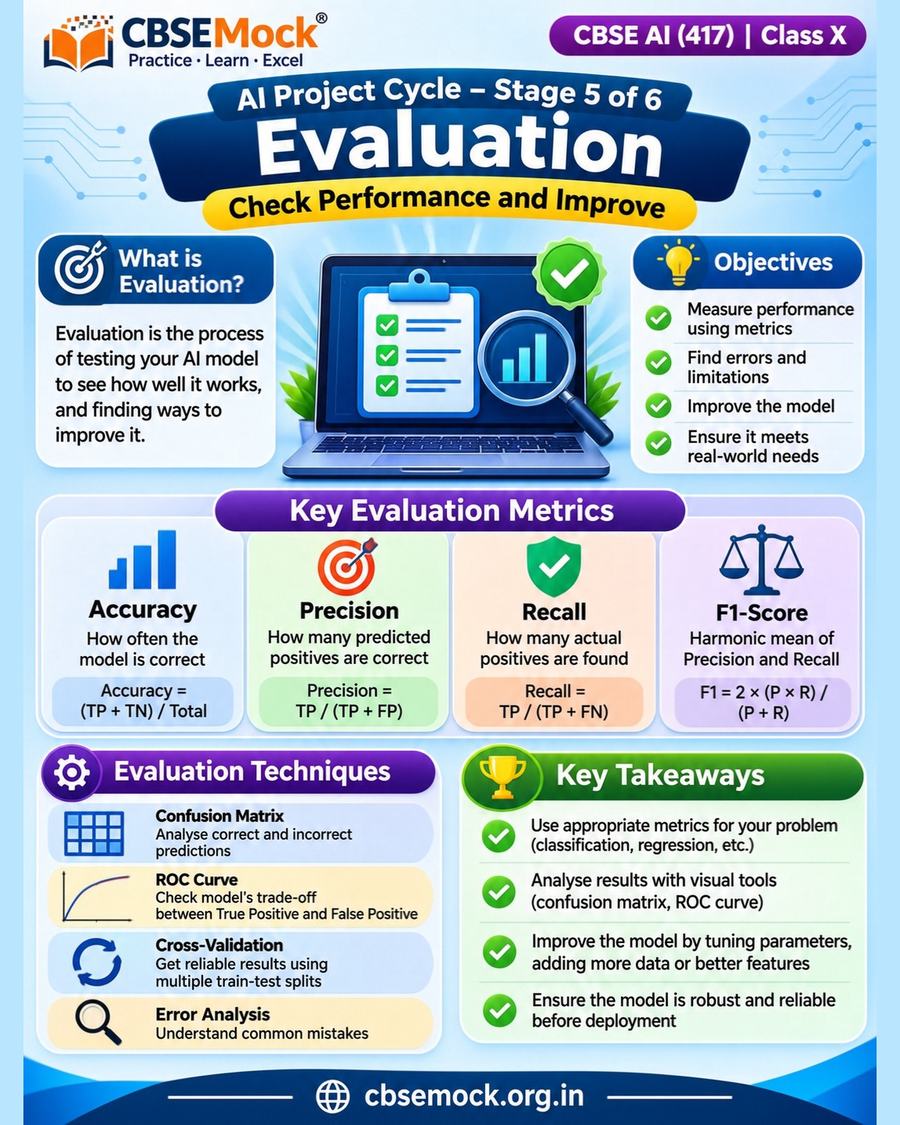 CBSEMock®
Practice · Learn · Excel
CBSE AI (417) | Class X
AI Project Cycle – Stage 5 of 6
Evaluation
Check Performance and Improve
What is
Evaluation?
Evaluation is the process
of testing your AI model
to see how well it works,
and finding ways to
improve it.
Objectives
Measure performance
using metrics
Find errors and
limitations
Improve the model
Ensure it meets
real-world needs
Key Evaluation Metrics
Accuracy
How often the
model is correct
Accuracy =
(TP + TN) / Total
Precision
How many predicted
positives are correct
Precision =
TP / (TP + FP)
Recall
How many actual
positives are found
Recall =
TP / (TP + FN)
F1-Score
Harmonic mean of
Precision and Recall
F1 = 2 × (P × R) /
(P + R)
Evaluation Techniques
Confusion Matrix
Analyse correct and incorrect
predictions
ROC Curve
Check model's trade-off
between True Positive and False Positive
Cross-Validation
Get reliable results using
multiple train-test splits
Error Analysis
Understand common mistakes
Key Takeaways
Use appropriate metrics for your problem
(classification, regression, etc.)
Analyse results with visual tools
(confusion matrix, ROC curve)
Improve the model by tuning parameters,
adding more data or better features
Ensure the model is robust and reliable
before deployment
cbsemock.org.in